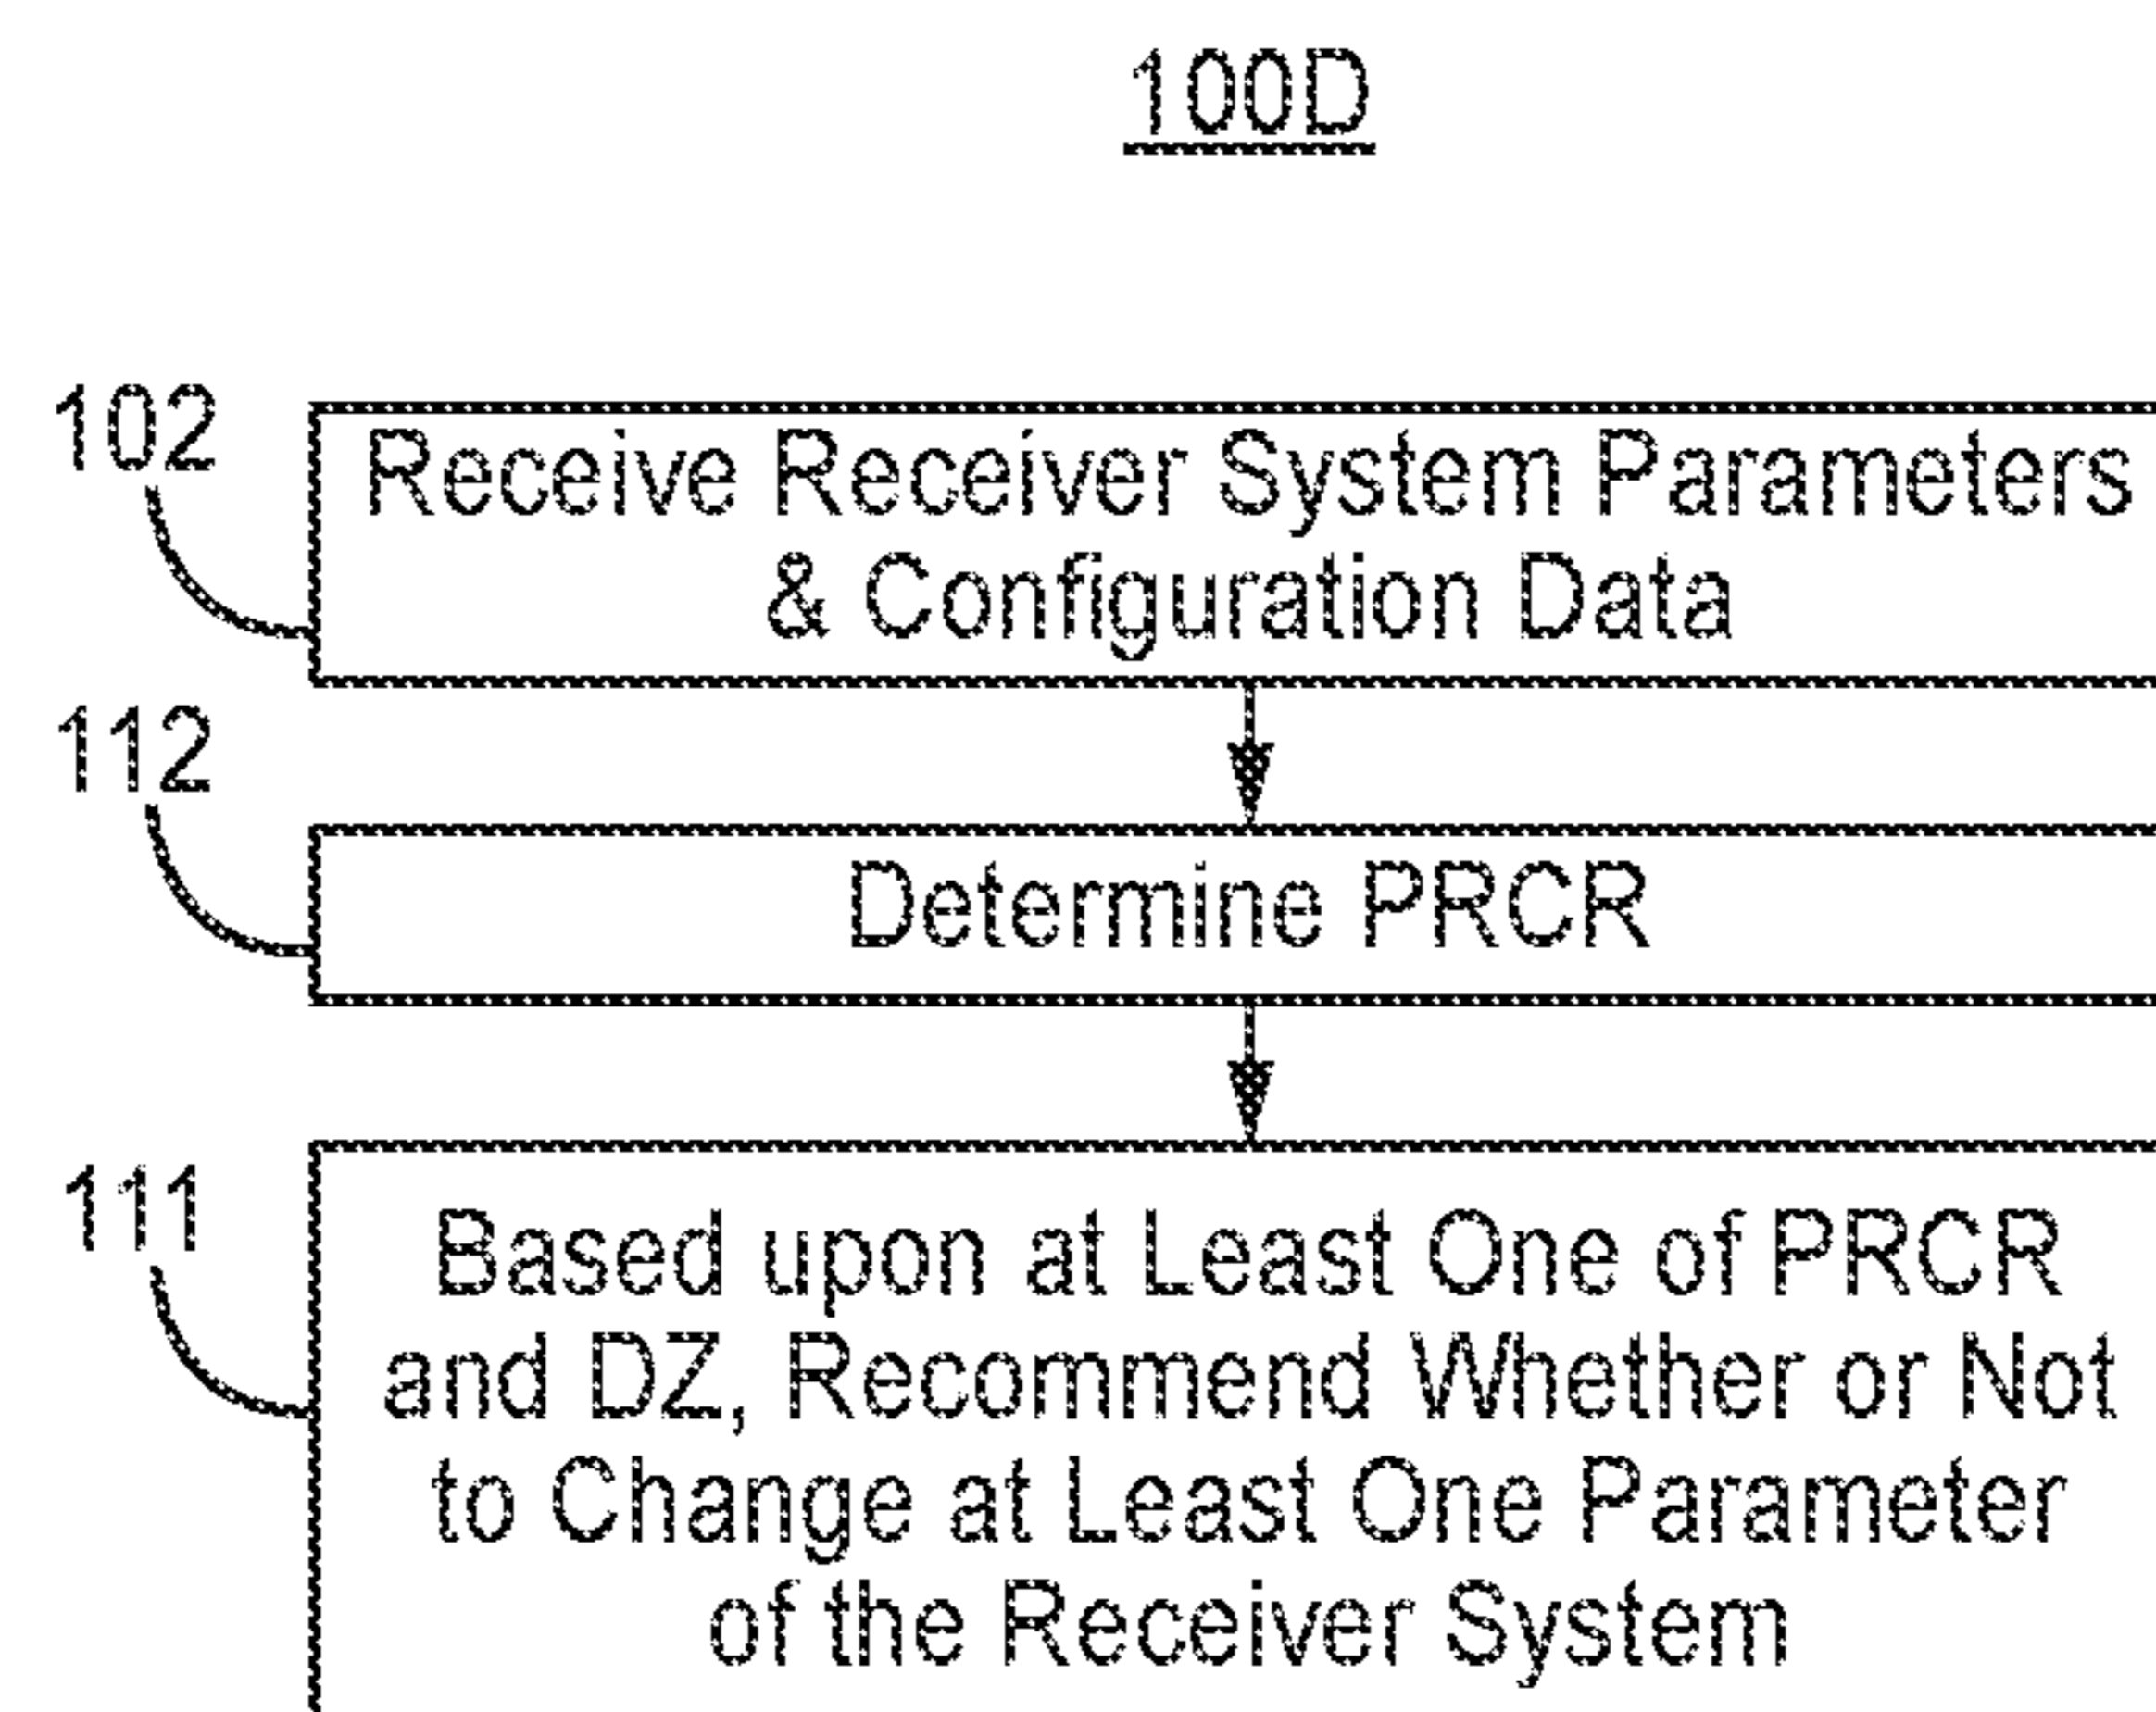 100D
102
Receive Receiver System Parameters
& Configuration Data
112
Determine PRCR
111
Based upon at Least One of PRCR
and DZ, Recommend Whether or Not
to Change at Least One Parameter
of the Receiver System